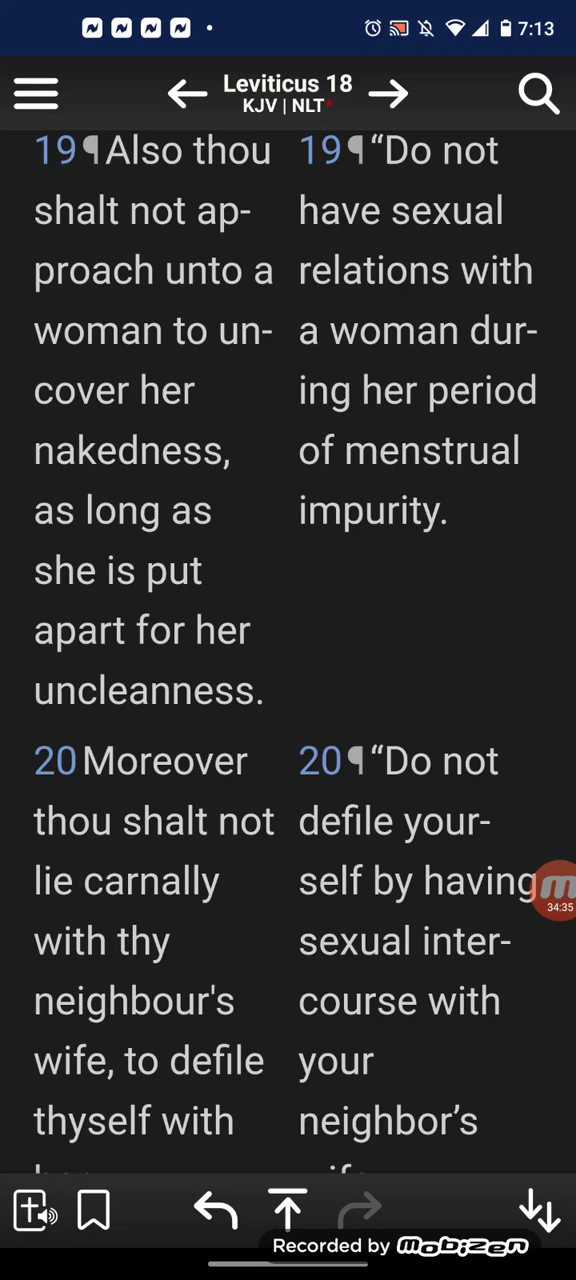 7:13
Leviticus 18
KJV | NLT*
19 ¶ Also thou
shalt not ap-
proach unto a
woman to un-
cover her
nakedness,
as long as
she is put
apart for her
uncleanness.
19 ¶ “Do not
have sexual
relations with
a woman dur-
ing her period
of menstrual
impurity.
20 Moreover
thou shalt not
lie carnally
with thy
neighbour's
wife, to defile
thyself with
20 ¶ “Do not
defile your-
self by having
sexual inter-
course with
your
neighbor’s
34:35
Recorded by mobizen